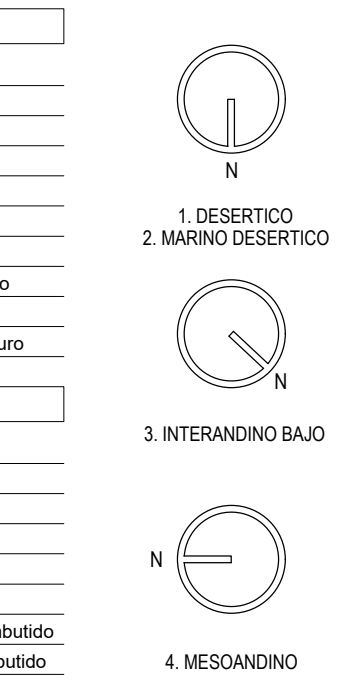 N
1. DESERTICO
2. MARINO DESERTICO
N
3. INTERANDINO BAJO
N
4. MESOANDINO